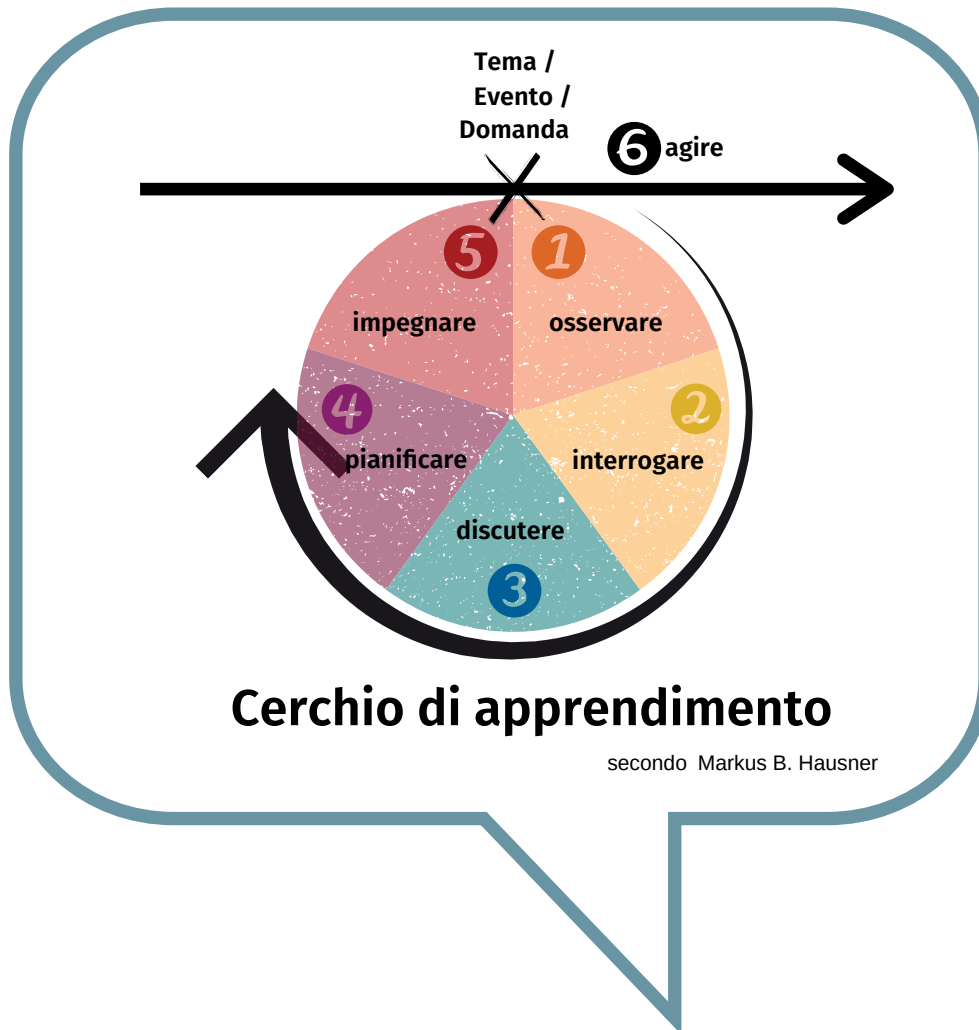 Tema /
Evento /
Domanda
6 agire
5
1
impegnare
osservare
4
2
pianificare
interrogare
discutere
3
Cerchio di apprendimento
secondo Markus B. Hausner